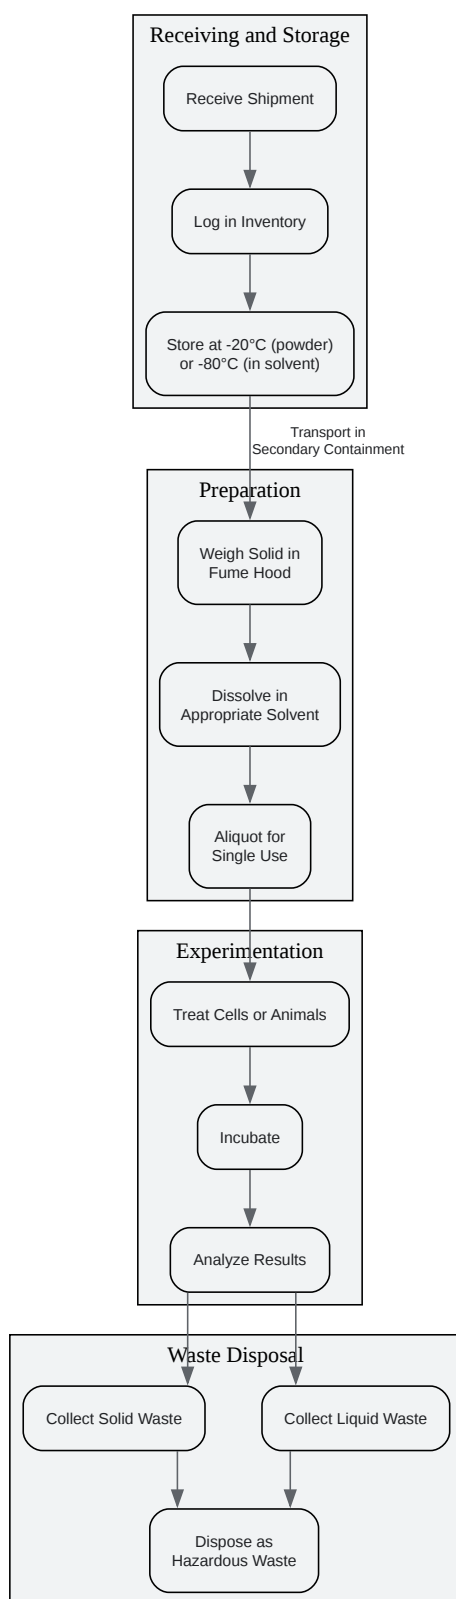 Receiving and Storage
Receive Shipment
Log in Inventory
Store at -20°C (powder)
or -80°C (in solvent)
Transport in
Secondary Containment
Preparation
Weigh Solid in
Fume Hood
Dissolve in
Appropriate Solvent
Aliquot for
Single Use
Experimentation
Treat Cells or Animals
Incubate
Analyze Results
Waste Disposal
Collect Solid Waste
Collect Liquid Waste
Dispose as
Hazardous Waste